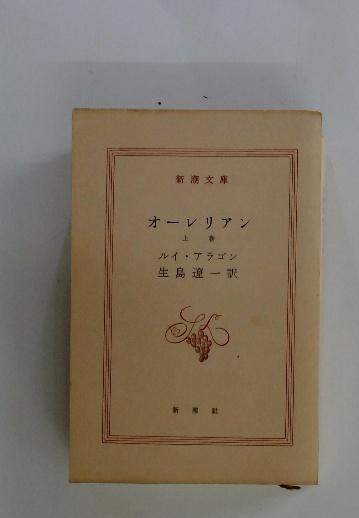 新潮文庫
オーレリアン
上巻
ルイ・アラゴン
生島遼一訳
新潮社